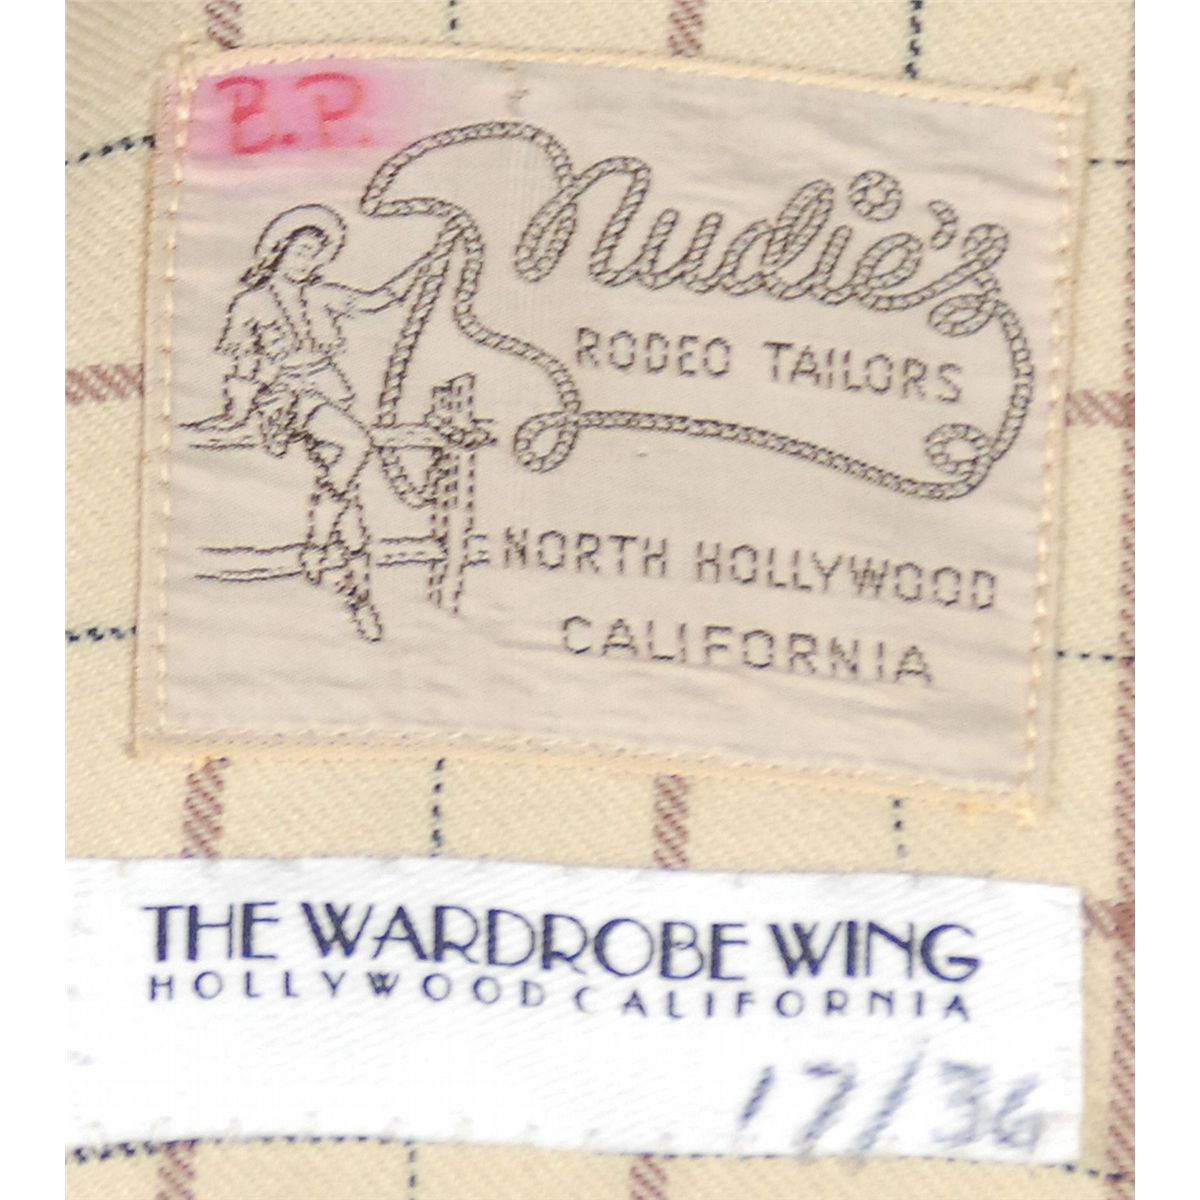 B.P.
Nudie's
RODEO TAILORS
NORTH HOLLYWOOD
CALIFORNIA
THE WARDROBE WING
HOLLYWOOD CALIFORNIA
17/36